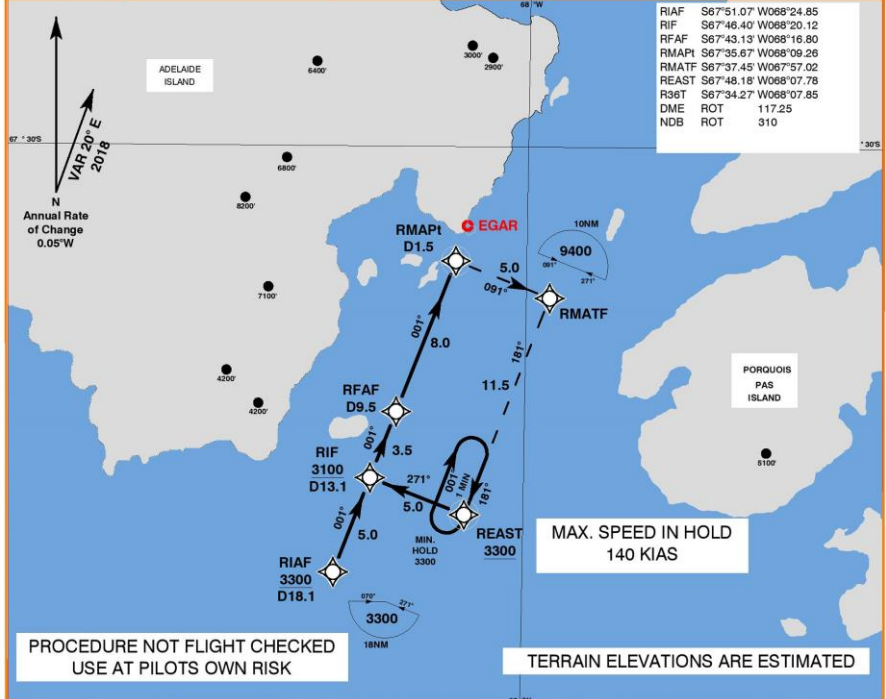 68 ° W
RIAF S67°51.07' W068°24.85
RIF S67°46.40' W068°20.12
RFAF S67°43.13' W068°16.80
RMAPt S67°35.67' W068°09.26
RMATF S67°37.45' W067°57.02
REAST S67°48.18' W068°07.78
R36T S67°34.27' W068°07.85
DME ROT 117.25
NDB ROT 310
ADELAIDE
ISLAND
6400'
3000'
2900'
67 ° 30'S
30'S
VAR 20° E
2018
N
Annual Rate
of Change
0.05°W
6800'
8200'
7100'
4200'
4200'
EGAR
RMAPt
D1.5
10NM
9400
091°
271°
5.0
091°
RMATF
001°
8.0
181°
11.5
PORQUOIS
PAS
ISLAND
5100'
RFAF
D9.5
001°
3.5
RIF
3100
D13.1
271°
5.0
001°
1 MIN
181°
REAST
3300
MIN.
HOLD
3300
001°
5.0
RIAF
3300
D18.1
070°
271°
3300
18NM
MAX. SPEED IN HOLD
140 KIAS
PROCEDURE NOT FLIGHT CHECKED
USE AT PILOTS OWN RISK
TERRAIN ELEVATIONS ARE ESTIMATED